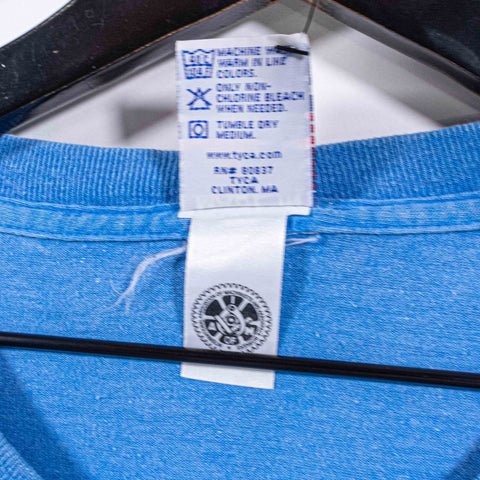 MACHINE
WARM IN LIKE
COLORS.
ONLY NON-
CHLORINE BLEACH
WHEN NEEDED.
TUMBLE DRY
MEDIUM.
www.tyca.com
RN# 80837
TYCA
CLINTON, MA
OF